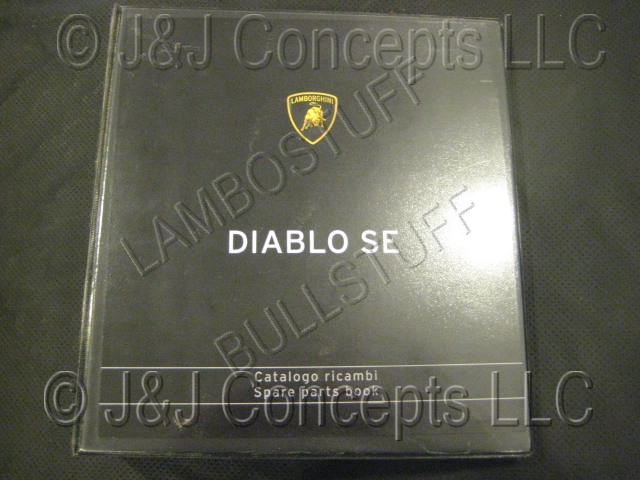 © J&J Concepts LLC
LAMBORGHINI
LAMBOSTUFF
DIABLO SE
BULLSTUFF
Catalogo ricambi
Spare parts book
© J&J Concepts LLC